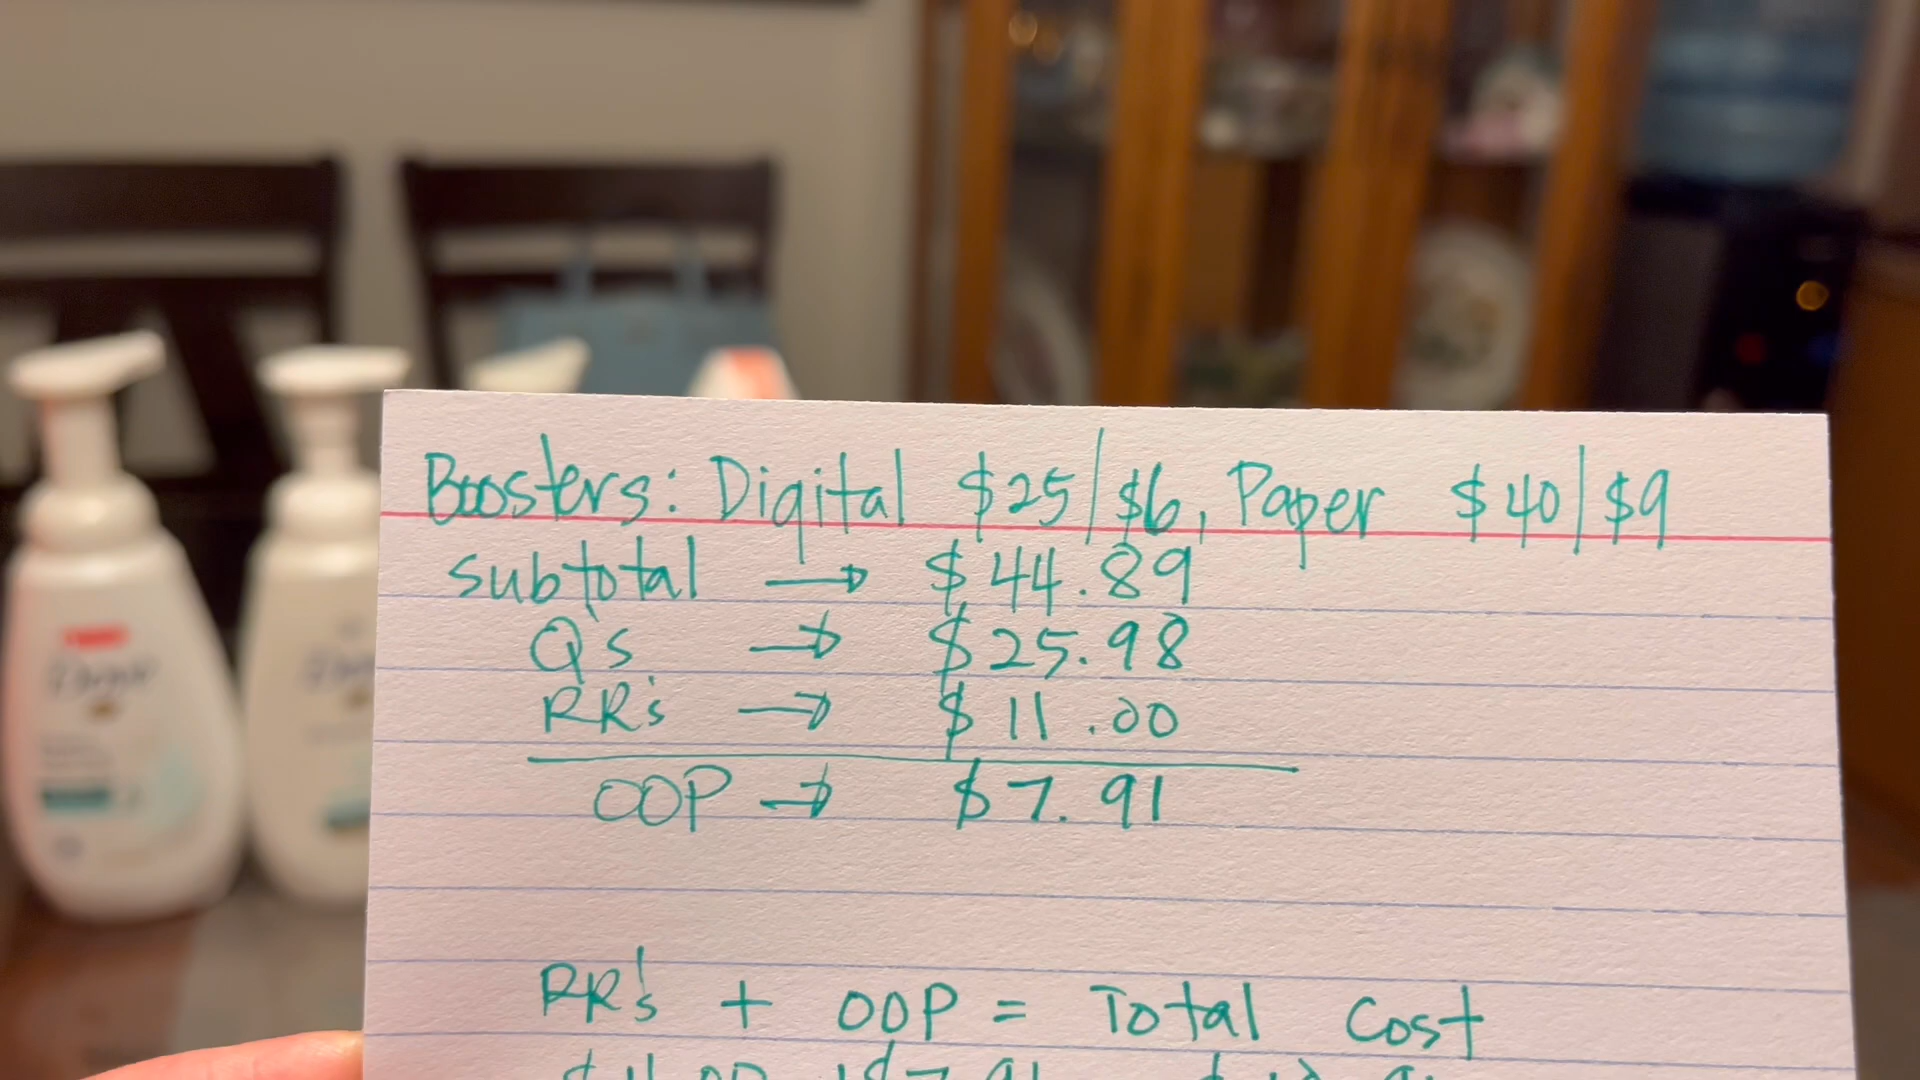 Boosters: Digital $25/$6, Paper $40/$9
subtotal → $44.89
Q's → $25.98
RR's → $11.00
OOP → $7.91
RR's + OOP = Total Cost
Dove